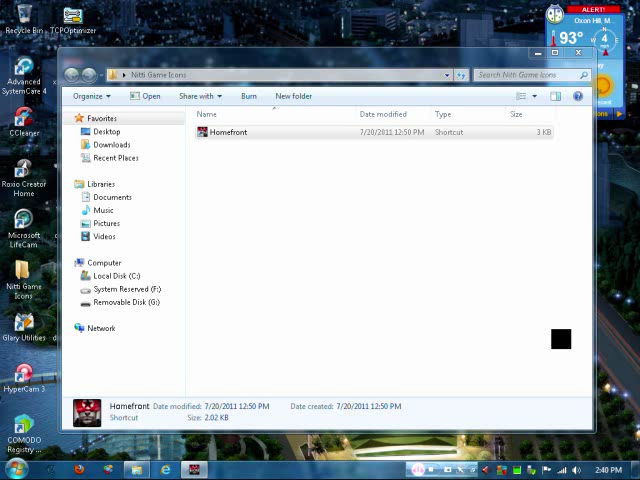 Recycle Bin
TCPOptimizer
Advanced
SystemCare 4
CCleaner
Roxio Creator
Home
Microsoft
LifeCam
Nitti Game
Icons
Glary Utilities
HyperCam 3
COMODO
Registry ...
ALERT!
Oxon Hill, M...
93°
N
4
mph
Nitti Game Icons
Search Nitti Game Icons
Organize
Open
Share with
Burn
New folder
Name
Date modified
Type
Size
Homefront
7/20/2011 12:50 PM
Shortcut
3 KB
Favorites
Desktop
Downloads
Recent Places
Libraries
Documents
Music
Pictures
Videos
Computer
Local Disk (C:)
System Reserved (F:)
Removable Disk (G:)
Network
Homefront
Date modified: 7/20/2011 12:50 PM
Date created: 7/20/2011 12:50 PM
Shortcut
Size: 2.02 KB
2:40 PM